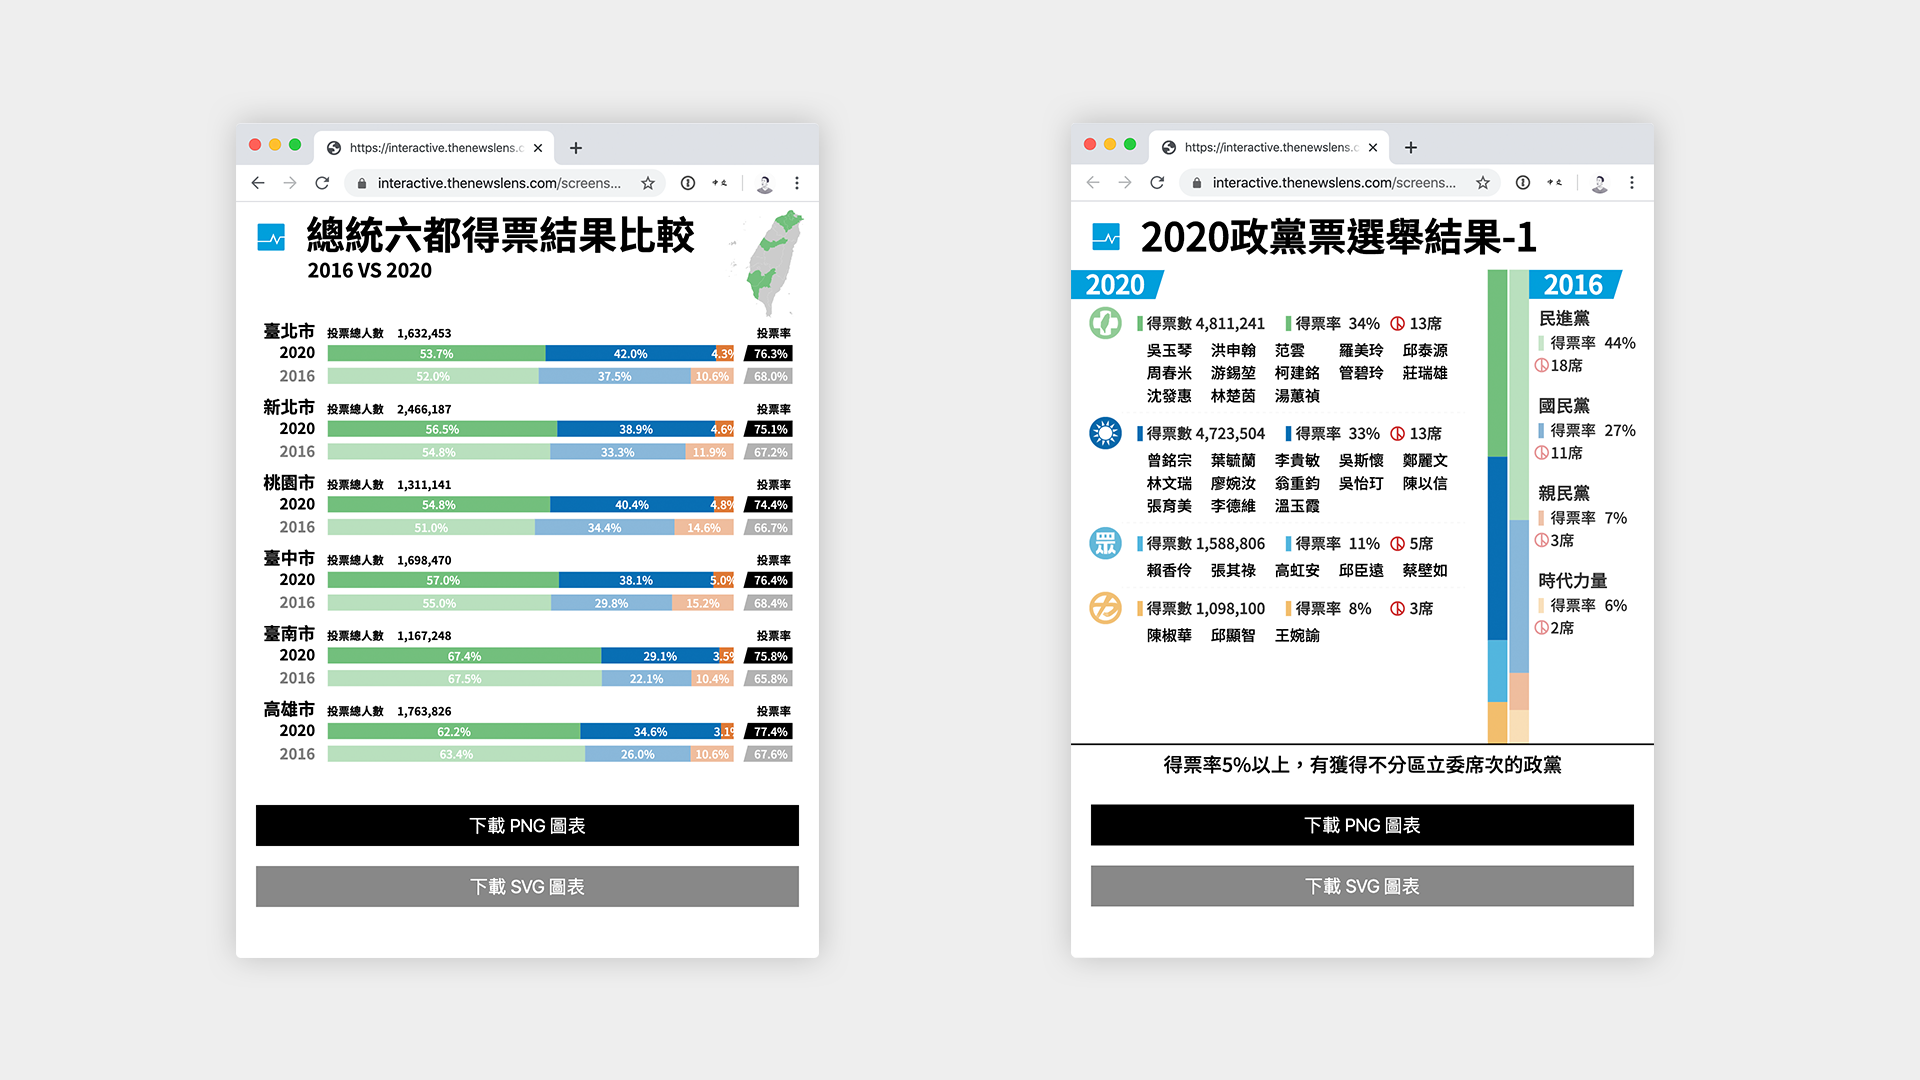 https://interactive.thenewslens.c
interactive.thenewslens.com/screens...
總統六都得票結果比較
2016 VS 2020
臺北市 投票總人數 1,632,453 投票率
2020 53.7% 42.0% 4.3% 76.3%
2016 52.0% 37.5% 10.6% 68.0%
新北市 投票總人數 2,466,187 投票率
2020 56.5% 38.9% 4.6% 75.1%
2016 54.8% 33.3% 11.9% 67.2%
桃園市 投票總人數 1,311,141 投票率
2020 54.8% 40.4% 4.8% 74.4%
2016 51.0% 34.4% 14.6% 66.7%
臺中市 投票總人數 1,698,470 投票率
2020 57.0% 38.1% 5.0% 76.4%
2016 55.0% 29.8% 15.2% 68.4%
臺南市 投票總人數 1,167,248 投票率
2020 67.4% 29.1% 3.5% 75.8%
2016 67.5% 22.1% 10.4% 65.8%
高雄市 投票總人數 1,763,826 投票率
2020 62.2% 34.6% 3.1% 77.4%
2016 63.4% 26.0% 10.6% 67.6%
下載 PNG 圖表
下載 SVG 圖表
https://interactive.thenewslens.c
interactive.thenewslens.com/screens...
2020政黨票選舉結果-1
2020
得票數 4,811,241 得票率 34% 13席
吳玉琴 洪申翰 范雲 羅美玲 邱泰源
周春米 游錫堃 柯建銘 管碧玲 莊瑞雄
沈發惠 林楚茵 湯蕙禎
得票數 4,723,504 得票率 33% 13席
曾銘宗 葉毓蘭 李貴敏 吳斯懷 鄭麗文
林文瑞 廖婉汝 翁重鈞 吳怡玎 陳以信
張育美 李德維 溫玉霞
眾 得票數 1,588,806 得票率 11% 5席
賴香伶 張其祿 高虹安 邱臣遠 蔡壁如
得票數 1,098,100 得票率 8% 3席
陳椒華 邱顯智 王婉諭
2016
民進黨
得票率 44%
18席
國民黨
得票率 27%
11席
親民黨
得票率 7%
3席
時代力量
得票率 6%
2席
得票率5%以上，有獲得不分區立委席次的政黨
下載 PNG 圖表
下載 SVG 圖表